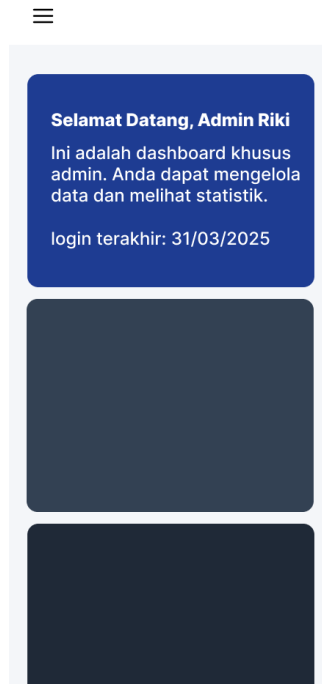 Selamat Datang, Admin Riki
Ini adalah dashboard khusus
admin. Anda dapat mengelola
data dan melihat statistik.
login terakhir: 31/03/2025